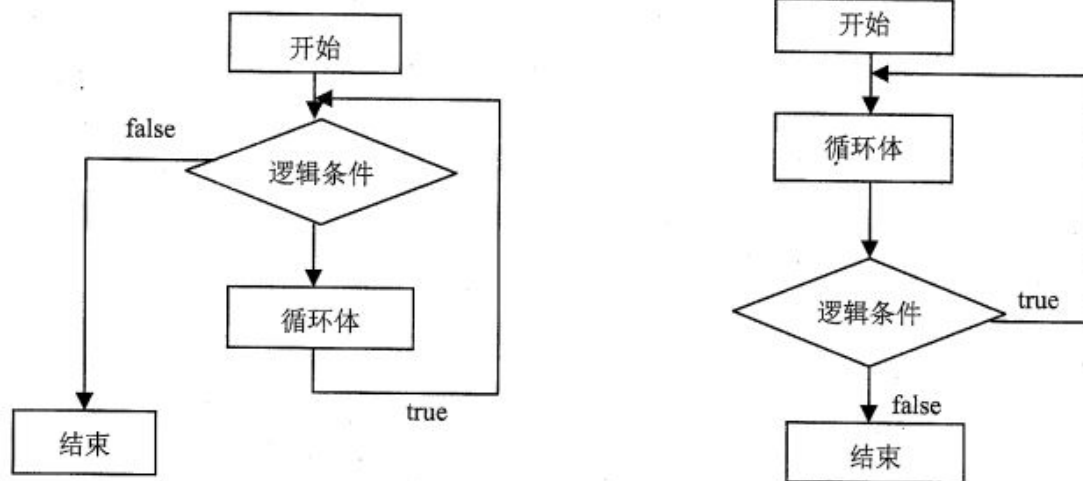 开始
false
逻辑条件
循环体
true
结束
开始
循环体
逻辑条件
true
false
结束